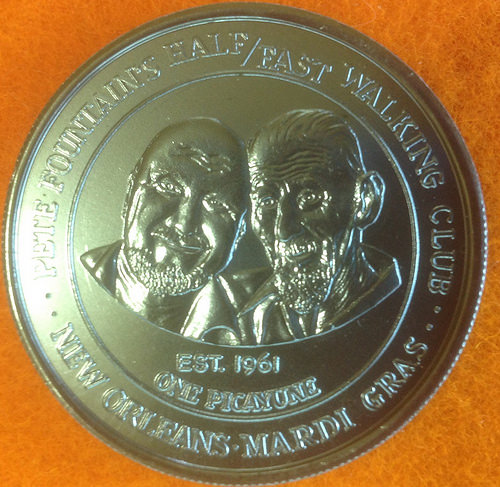 PETE FOUNTAIN'S HALF/FAST WALKING CLUB
EST. 1961
ONE PICAYUNE
NEW ORLEANS · MARDI GRAS